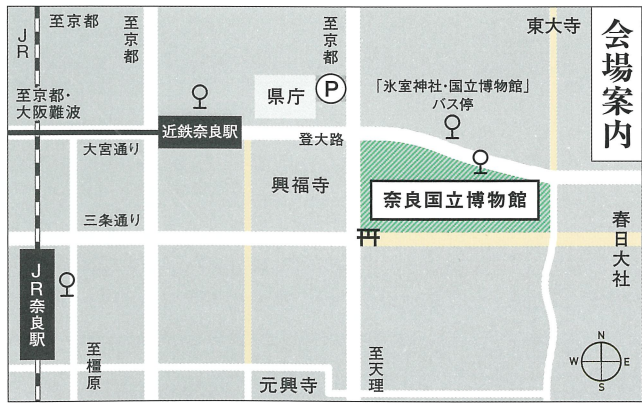 会場案内
JR
至京都
至京都
至京都
東大寺
至京都・
大阪難波
県庁
P
「氷室神社・国立博物館」
バス停
近鉄奈良駅
登大路
大宮通り
興福寺
奈良国立博物館
三条通り
春日大社
JR奈良駅
至橿原
元興寺
至天理
N
W
E
S